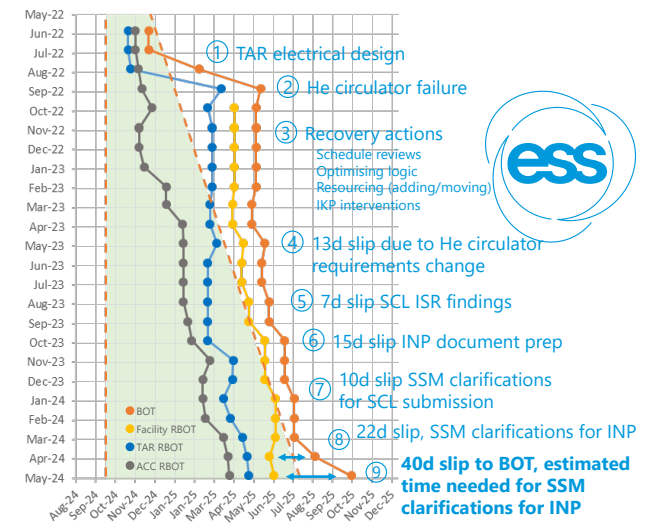 May-22
Jun-22
Jul-22
Aug-22
Sep-22
Oct-22
Nov-22
Dec-22
Jan-23
Feb-23
Mar-23
Apr-23
May-23
Jun-23
Jul-23
Aug-23
Sep-23
Oct-23
Nov-23
Dec-23
Jan-24
Feb-24
Mar-24
Apr-24
May-24
1 TAR electrical design
2 He circulator failure
3 Recovery actions
Schedule reviews
Optimising logic
Resourcing (adding/moving)
IKP interventions
ess
4 13d slip due to He circulator
requirements change
5 7d slip SCL ISR findings
6 15d slip INP document prep
7 10d slip SSM clarifications
for SCL submission
8 22d slip, SSM clarifications for INP
9 40d slip to BOT, estimated
time needed for SSM
clarifications for INP
BOT
Facility RBOT
TAR RBOT
ACC RBOT
Aug-24
Sep-24
Oct-24
Nov-24
Dec-24
Jan-25
Feb-25
Mar-25
Apr-25
May-25
Jun-25
Jul-25
Aug-25
Sep-25
Oct-25
Nov-25
Dec-25